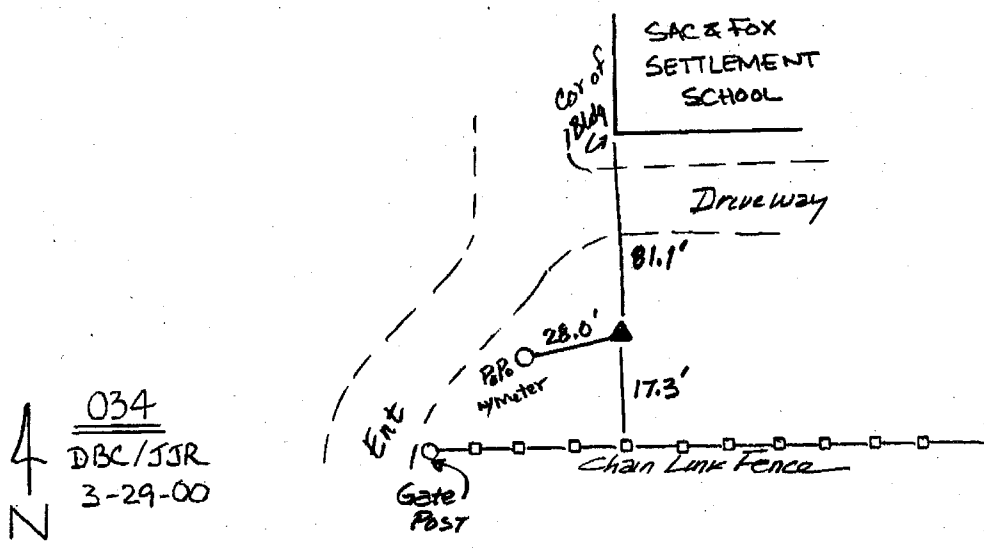 SAC & FOX
SETTLEMENT
SCHOOL
Cor of
Bldg
Driveway
81.1'
28.0'
P.P.
w/meter
17.3'
Ent
Chain Link Fence
Gate
POST
034
DBC/JJR
3-29-00
N